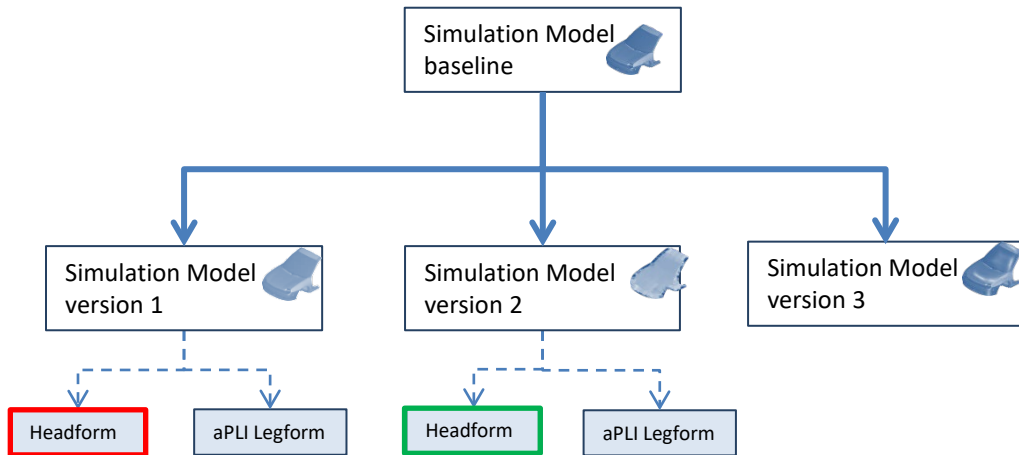 Simulation Model
baseline
Simulation Model
version 1
Simulation Model
version 2
Simulation Model
version 3
Headform
aPLI Legform
Headform
aPLI Legform